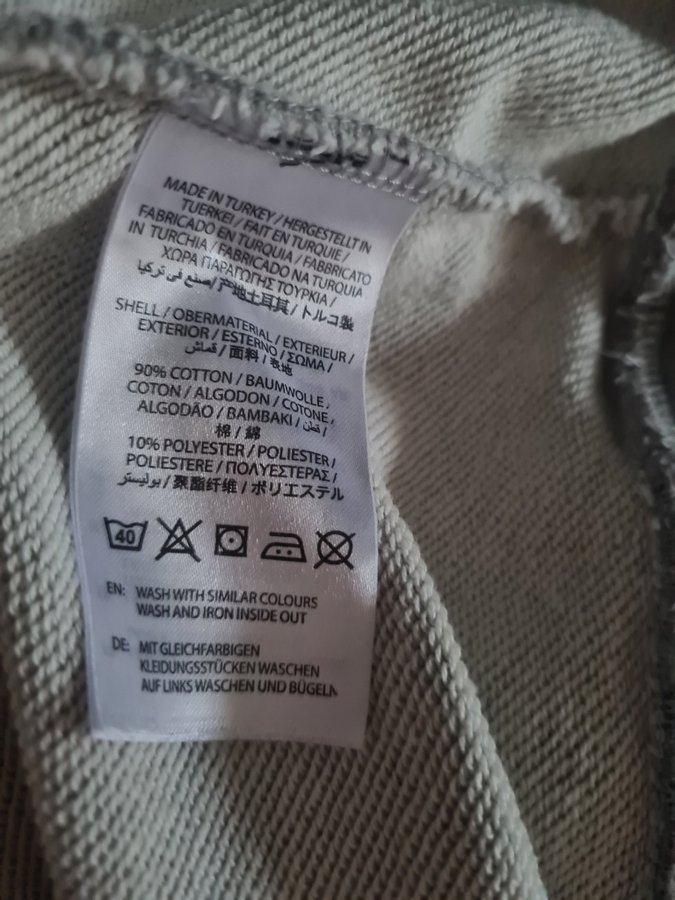 MADE IN TURKEY / HERGESTELLT IN
TUERKEI / FAIT EN TURQUIE /
FABRICADO EN TURQUIA / FABBRICATO
IN TURCHIA / FABRICADO NA TURQUIA
ΧΩΡΑ ΠΑΡΑΓΩΓΗΣ ΤΟΥΡΚΙΑ /
صنع في تركيا / 产地土耳其 / トルコ製
SHELL / OBERMATERIAL / EXTERIEUR /
EXTERIOR / ESTERNO / ΣΩΜΑ /
قماش / 面料 / 表地
90% COTTON / BAUMWOLLE /
COTON / ALGODON / COTONE /
ALGODÃO / BAMBAKI / قطن /
棉 / 綿
10% POLYESTER / POLIESTER /
POLIESTERE / ΠΟΛΥΕΣΤΕΡΑΣ /
بوليستر / 聚酯纤维 / ポリエステル
40
EN: WASH WITH SIMILAR COLOURS
WASH AND IRON INSIDE OUT
DE: MIT GLEICHFARBIGEN
KLEIDUNGSSTÜCKEN WASCHEN
AUF LINKS WASCHEN UND BÜGELN